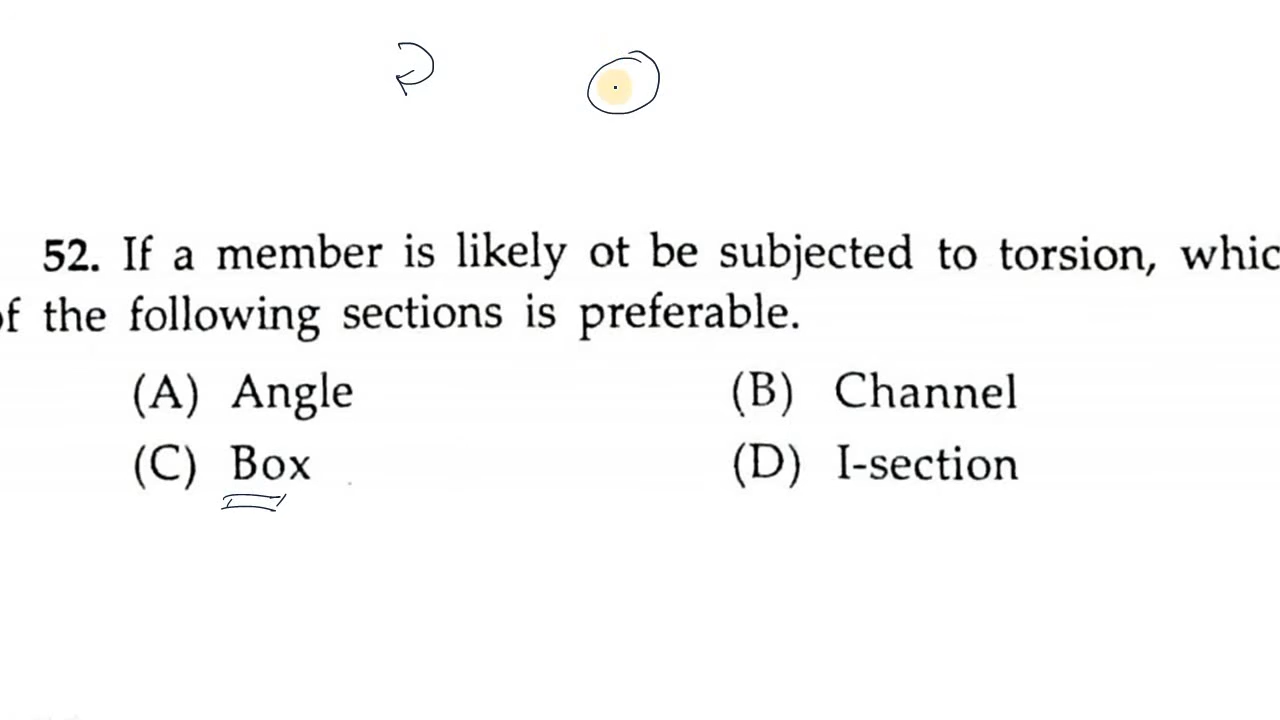 52. If a member is likely ot be subjected to torsion, whic
of the following sections is preferable.
(A) Angle (B) Channel
(C) Box (D) I-section